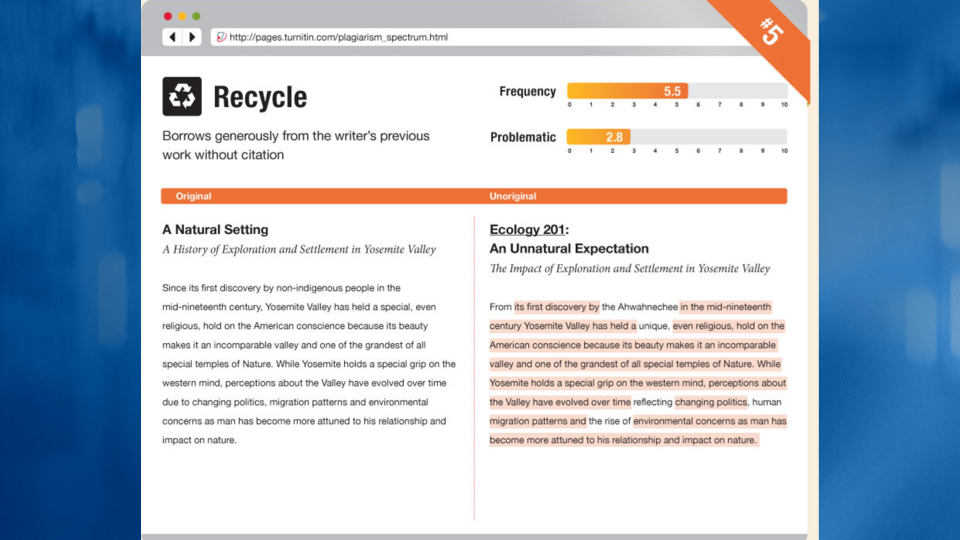 http://pages.turnitin.com/plagiarism_spectrum.html
#5
Recycle
Borrows generously from the writer's previous
work without citation
Frequency
5.5
0 1 2 3 4 5 6 7 8 9 10
Problematic
2.8
0 1 2 3 4 5 6 7 8 9 10
Original
Unoriginal
A Natural Setting
A History of Exploration and Settlement in Yosemite Valley
Since its first discovery by non-indigenous people in the
mid-nineteenth century, Yosemite Valley has held a special, even
religious, hold on the American conscience because its beauty
makes it an incomparable valley and one of the grandest of all
special temples of Nature. While Yosemite holds a special grip on the
western mind, perceptions about the Valley have evolved over time
due to changing politics, migration patterns and environmental
concerns as man has become more attuned to his relationship and
impact on nature.
Ecology 201:
An Unnatural Expectation
The Impact of Exploration and Settlement in Yosemite Valley
From its first discovery by the Ahwahnechee in the mid-nineteenth
century Yosemite Valley has held a unique, even religious, hold on the
American conscience because its beauty makes it an incomparable
valley and one of the grandest of all special temples of Nature. While
Yosemite holds a special grip on the western mind, perceptions about
the Valley have evolved over time reflecting changing politics, human
migration patterns and the rise of environmental concerns as man has
become more attuned to his relationship and impact on nature.